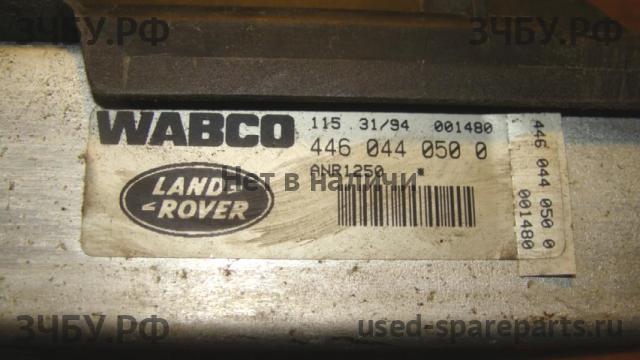 ЗЧБУ.РФ
ЗЧБУ.РФ
WABCO
115 31/94 001480
446 044 050 0
ANR1250
LAND-
ROVER
Нет в наличии
446 044 050 0
001480
ЗЧБУ.РФ
used-spareparts.ru